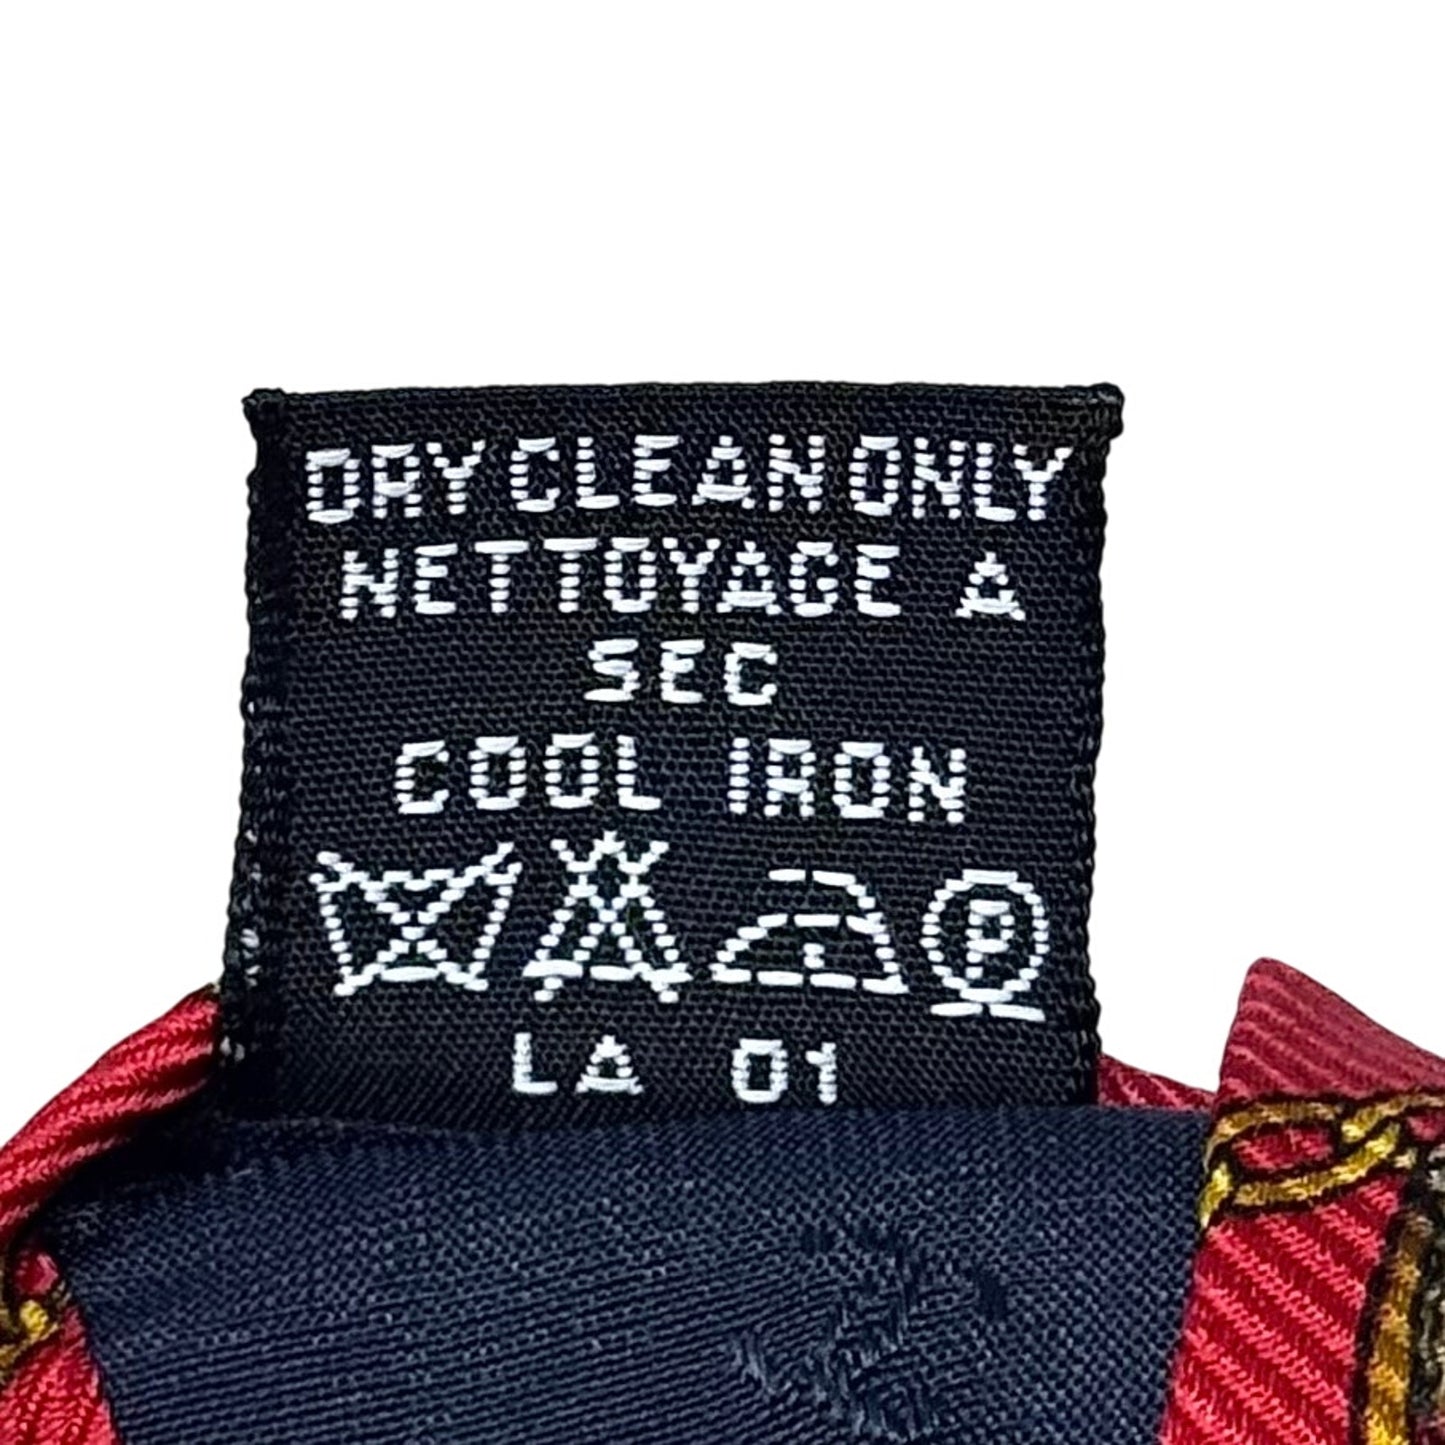 DRY CLEAN ONLY
NETTOYAGE A
SEC
COOL IRON
P
LA 01